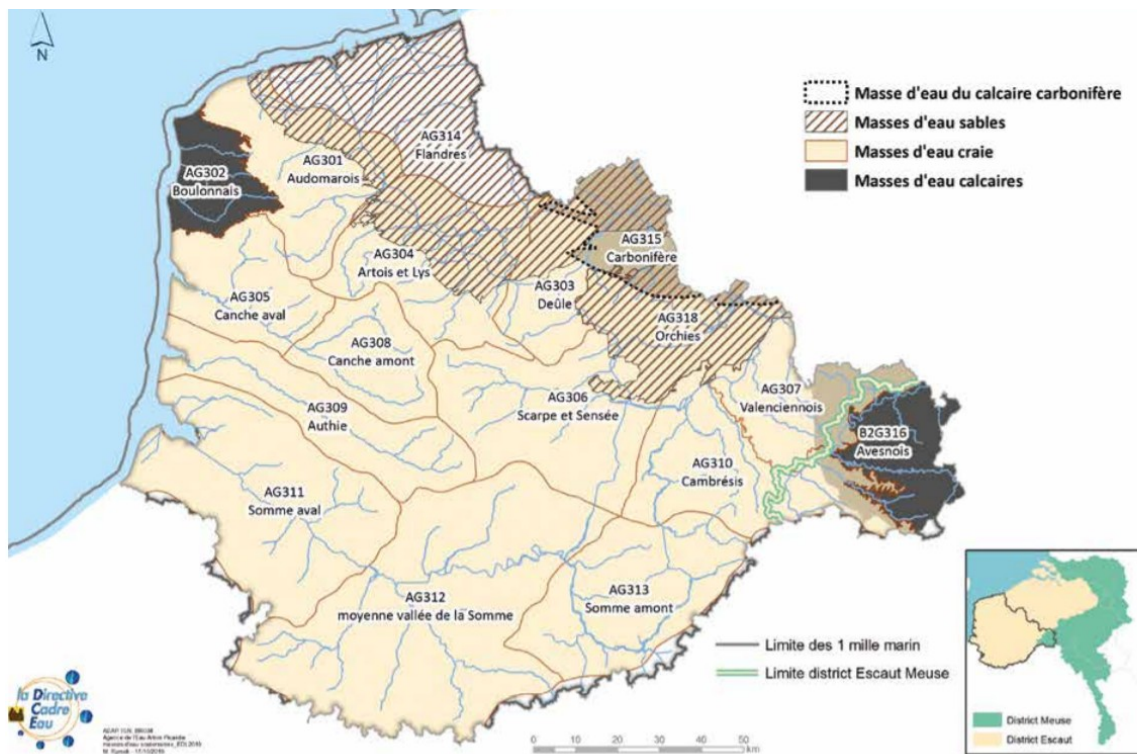 N
Masse d'eau du calcaire carbonifère
Masses d'eau sables
Masses d'eau craie
Masses d'eau calcaires
AG314
Flandres
AG301
Audomarois
AG302
Boulonnais
AG315
Carbonifère
AG304
Artois et Lys
AG303
Deûle
AG305
Canche aval
AG318
Orchies
AG308
Canche amont
AG307
Valenciennois
AG306
Scarpe et Sensée
AG309
Authie
B2G316
Avesnois
AG310
Cambrésis
AG311
Somme aval
AG313
Somme amont
AG312
moyenne vallée de la Somme
Limite des 1 mille marin
Limite district Escaut Meuse
District Meuse
District Escaut
la Directive
Cadre
Eau
Agence de l'Eau Artois Picardie
0 10 20 30 40 50
km